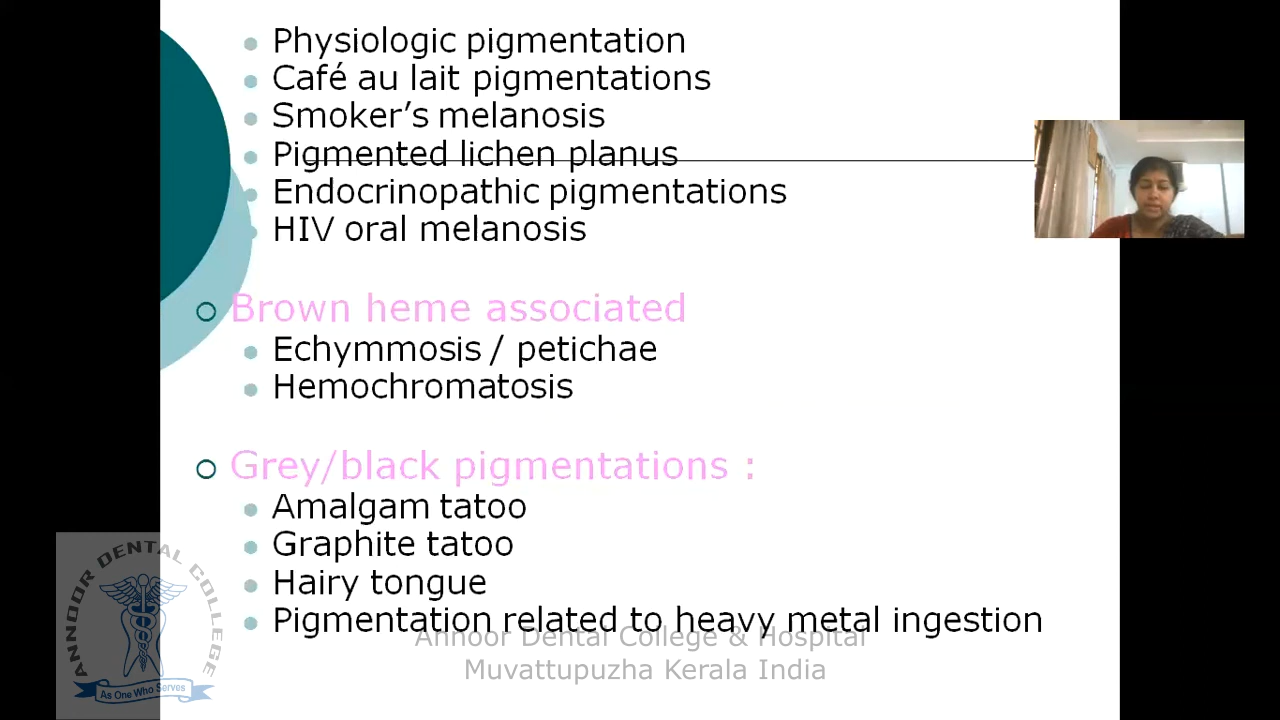 Physiologic pigmentation
Café au lait pigmentations
Smoker’s melanosis
Pigmented lichen planus
Endocrinopathic pigmentations
HIV oral melanosis
Brown heme associated
Echymmosis / petichae
Hemochromatosis
Grey/black pigmentations :
Amalgam tatoo
Graphite tatoo
Hairy tongue
Pigmentation related to heavy metal ingestion
Annoor Dental College & Hospital
Muvattupuzha Kerala India
ANNOOR DENTAL COLLEGE
As One Who Serves